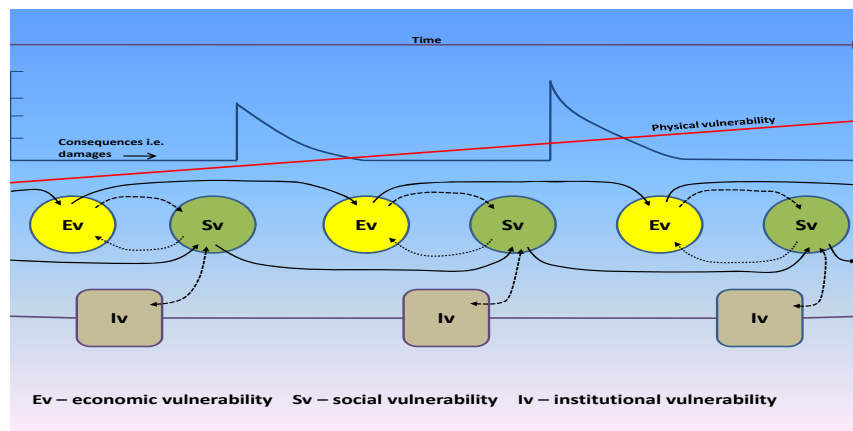 Time
Physical vulnerability
Consequences i.e.
damages
Ev Sv Ev Sv Ev Sv
Iv Iv Iv
Ev – economic vulnerability Sv – social vulnerability Iv – institutional vulnerability